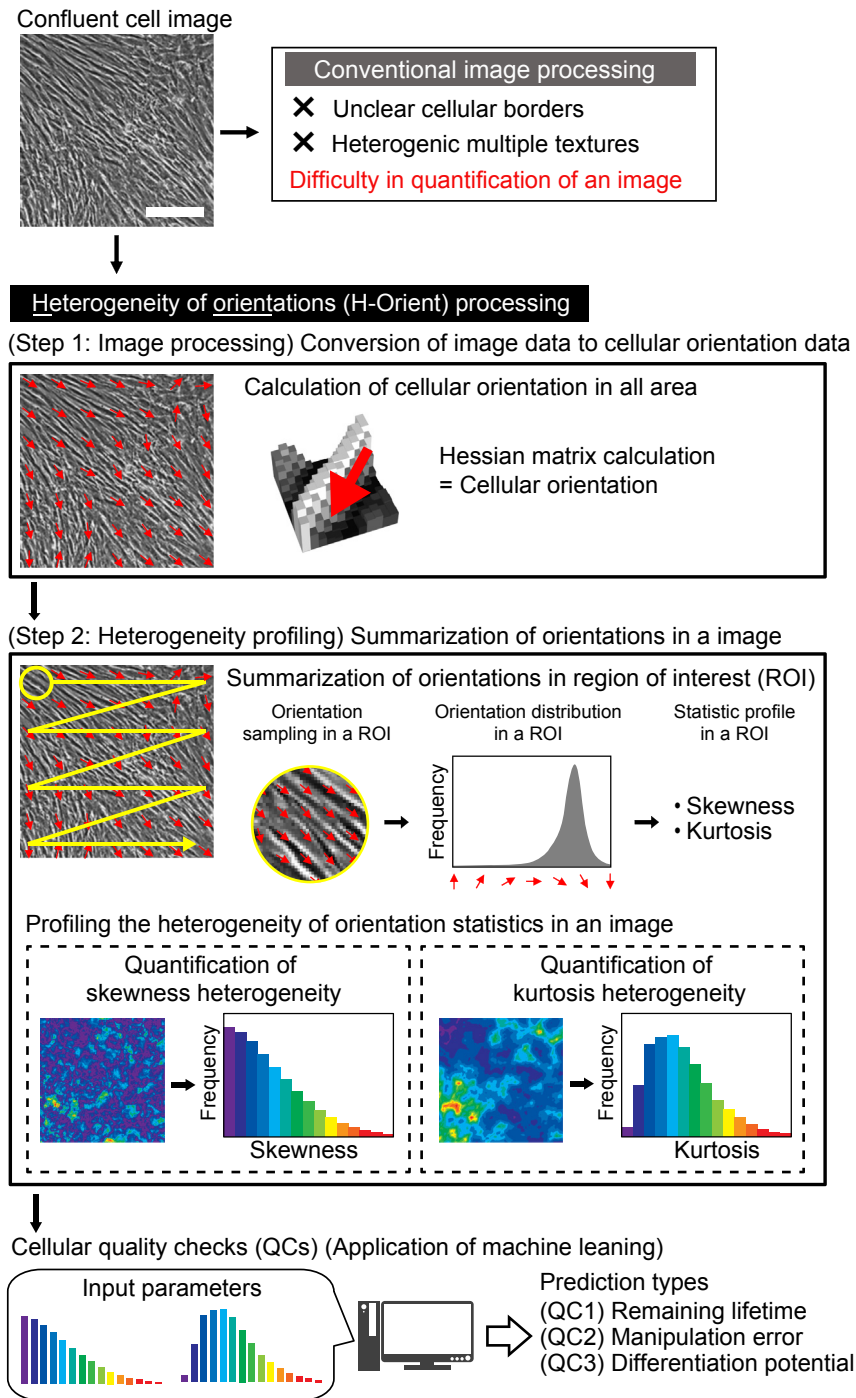 Confluent cell image
Conventional image processing
✕ Unclear cellular borders
✕ Heterogenic multiple textures
Difficulty in quantification of an image
Heterogeneity of orientations (H-Orient) processing
(Step 1: Image processing) Conversion of image data to cellular orientation data
Calculation of cellular orientation in all area
Hessian matrix calculation
= Cellular orientation
(Step 2: Heterogeneity profiling) Summarization of orientations in a image
Summarization of orientations in region of interest (ROI)
Orientation
sampling in a ROI
Orientation distribution
in a ROI
Statistic profile
in a ROI
Frequency
• Skewness
• Kurtosis
Profiling the heterogeneity of orientation statistics in an image
Quantification of
skewness heterogeneity
Frequency
Skewness
Quantification of
kurtosis heterogeneity
Frequency
Kurtosis
Cellular quality checks (QCs) (Application of machine leaning)
Input parameters
Prediction types
(QC1) Remaining lifetime
(QC2) Manipulation error
(QC3) Differentiation potential